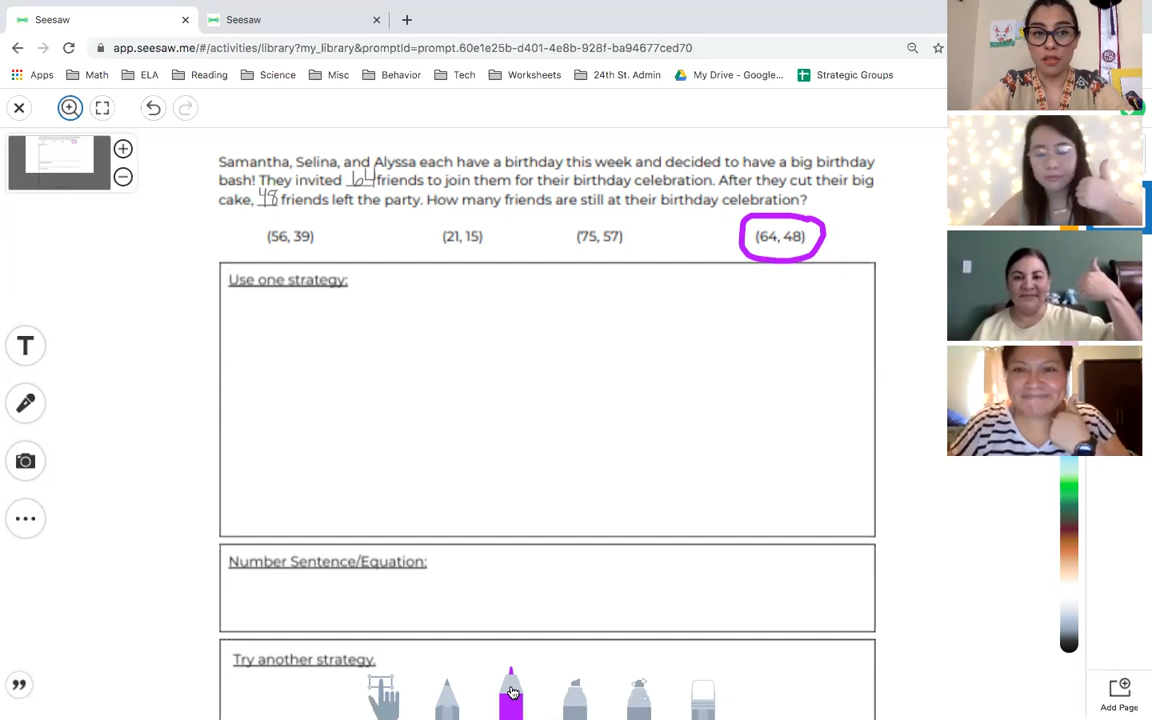 Seesaw
Seesaw
app.seesaw.me/#/activities/library?my_library&promptId=prompt.60e1e25b-d401-4e8b-928f-ba94677ced70
Apps Math ELA Reading Science Misc Behavior Tech Worksheets 24th St. Admin My Drive - Google... Strategic Groups
Samantha, Selina, and Alyssa each have a birthday this week and decided to have a big birthday
bash! They invited 64 friends to join them for their birthday celebration. After they cut their big
cake, 48 friends left the party. How many friends are still at their birthday celebration?
(56, 39) (21, 15) (75, 57) (64, 48)
Use one strategy:
T
Number Sentence/Equation:
Try another strategy.
Add Page